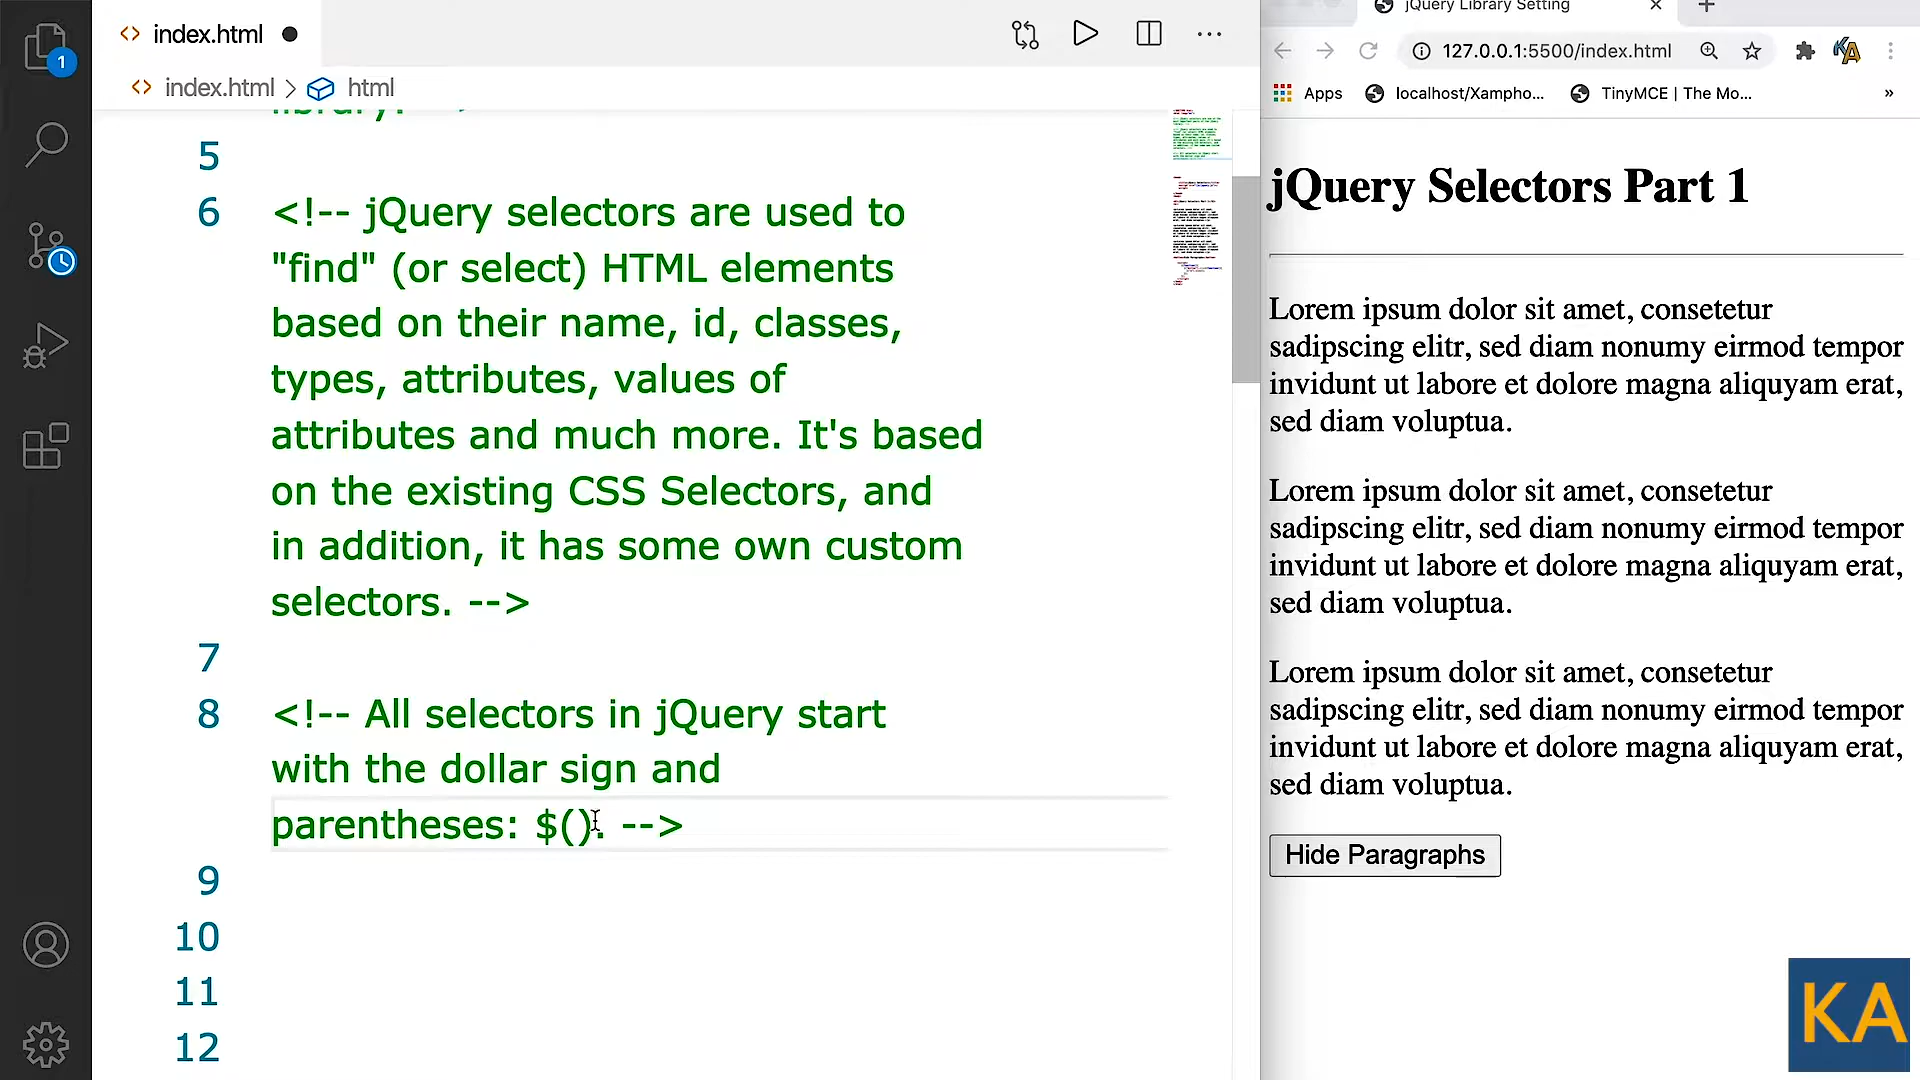 1
index.html
index.html > html
library. -->
5
6 <!-- jQuery selectors are used to
"find" (or select) HTML elements
based on their name, id, classes,
types, attributes, values of
attributes and much more. It's based
on the existing CSS Selectors, and
in addition, it has some own custom
selectors. -->
7
8 <!-- All selectors in jQuery start
with the dollar sign and
parentheses: $(). -->
9
10
11
12
jQuery Library Setting
127.0.0.1:5500/index.html
Apps localhost/Xampho... TinyMCE | The Mo... »
jQuery Selectors Part 1
Lorem ipsum dolor sit amet, consetetur
sadipscing elitr, sed diam nonumy eirmod tempor
invidunt ut labore et dolore magna aliquyam erat,
sed diam voluptua.
Lorem ipsum dolor sit amet, consetetur
sadipscing elitr, sed diam nonumy eirmod tempor
invidunt ut labore et dolore magna aliquyam erat,
sed diam voluptua.
Lorem ipsum dolor sit amet, consetetur
sadipscing elitr, sed diam nonumy eirmod tempor
invidunt ut labore et dolore magna aliquyam erat,
sed diam voluptua.
Hide Paragraphs
KA